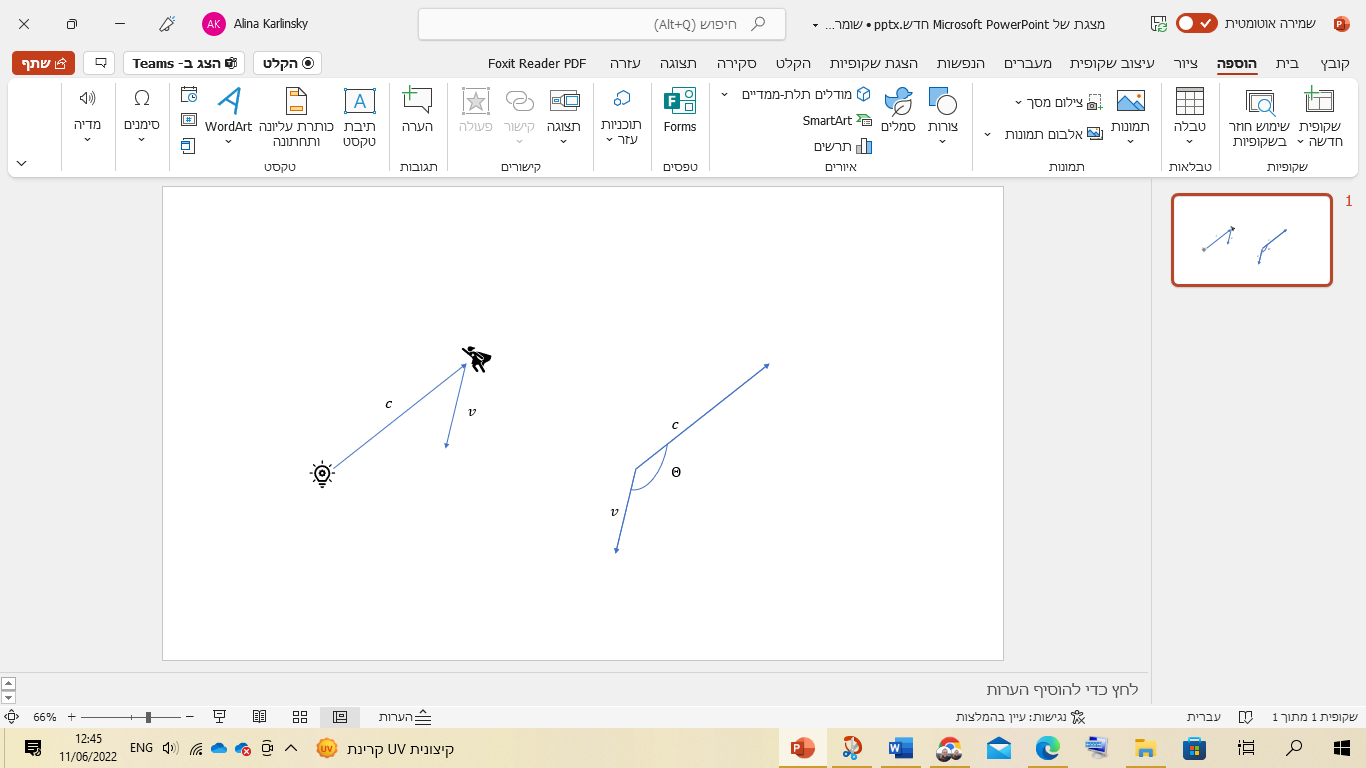 שמירה אוטומטית
מצגת של Microsoft PowerPoint חדש.pptx • שומר...
חיפוש (Alt+Q)
Alina Karlinsky
AK
קובץ
בית
הוספה
ציור
עיצוב שקופית
מעברים
הנפשות
הצגת שקופיות
הקלט
סקירה
תצוגה
עזרה
Foxit Reader PDF
הקלט
הצג ב- Teams
שתף
שקופית חדשה
שימוש חוזר בשקופיות
שקופיות
טבלה
טבלאות
תמונות
צילום מסך
אלבום תמונות
תמונות
צורות
סמלים
מודלים תלת-ממדיים
SmartArt
תרשים
איורים
Forms
טפסים
תוכניות עזר
תצוגה
קישור
פעולה
קישורים
הערה
תגובות
תיבת טקסט
כותרת עליונה ותחתונה
WordArt
טקסט
סימנים
מדיה
1
c
v
c
Θ
v
לחץ כדי להוסיף הערות
שקופית 1 מתוך 1
עברית
נגישות: עיין בהמלצות
הערות
66%
קיצונית UV קרינת
UV
ENG
12:45
11/06/2022